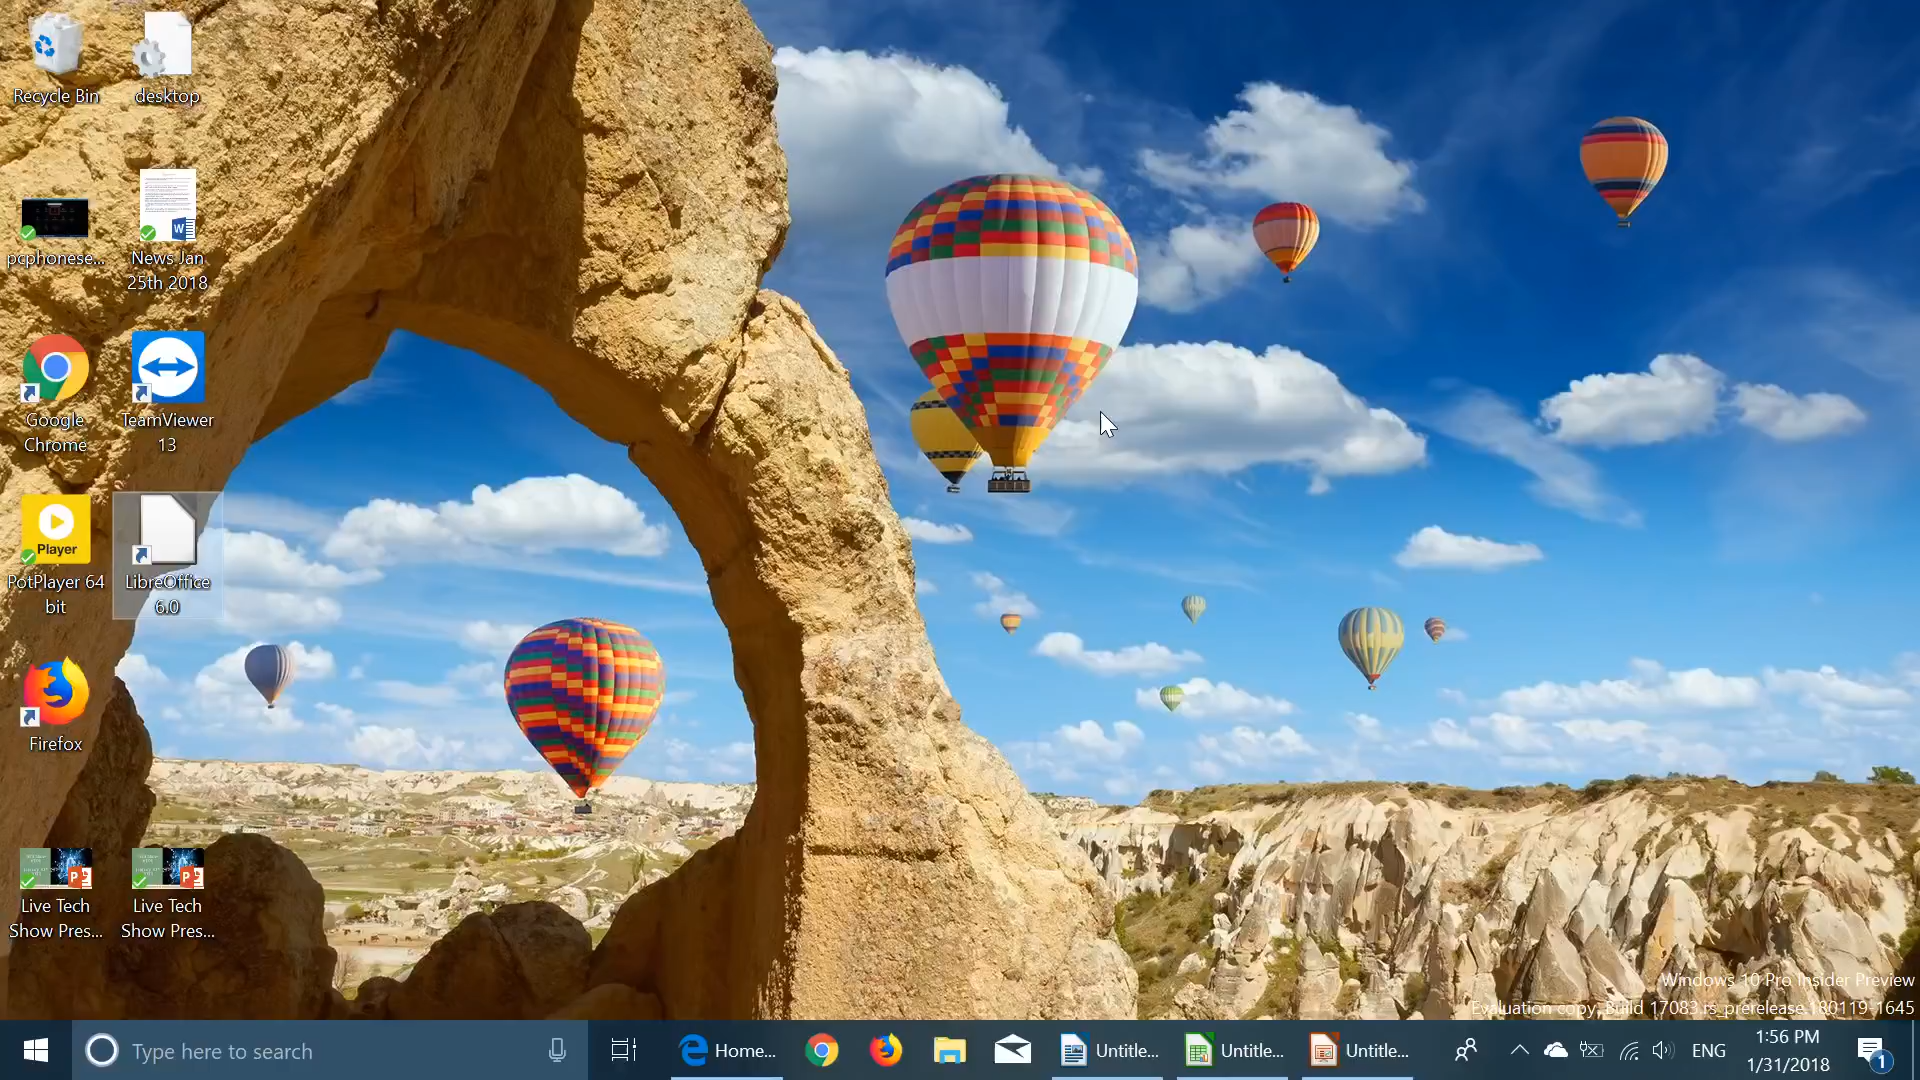 Recycle Bin
desktop
pcphonese...
News Jan
25th 2018
Google
Chrome
TeamViewer
13
Player
PotPlayer 64
bit
LibreOffice
6.0
Firefox
Live Tech
Show Pres...
Live Tech
Show Pres...
Windows 10 Pro Insider Preview
Evaluation copy. Build 17083.rs_prerelease.180119-1645
Type here to search
Home...
Untitle...
Untitle...
Untitle...
ENG
1:56 PM
1/31/2018
1